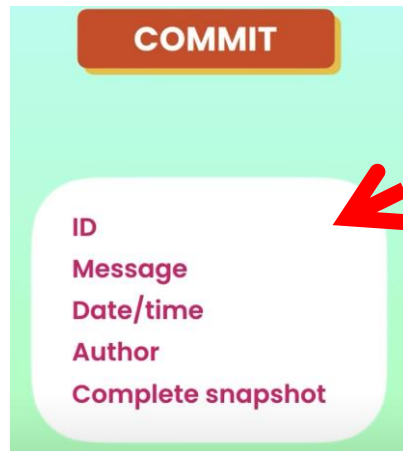 COMMIT
ID
Message
Date/time
Author
Complete snapshot